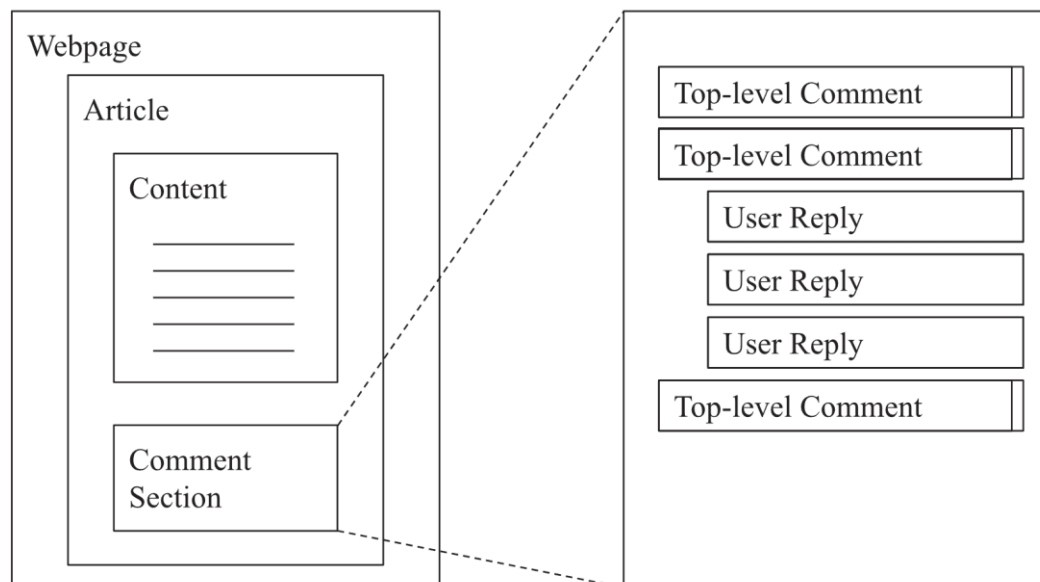 Webpage
Article
Content
Comment
Section
Top-level Comment
Top-level Comment
User Reply
User Reply
User Reply
Top-level Comment